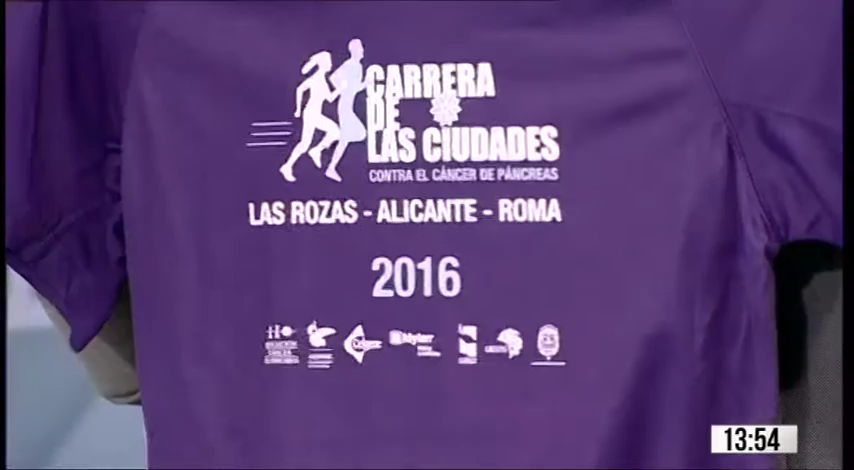 CARRERA
DE
LAS CIUDADES
CONTRA EL CÁNCER DE PÁNCREAS
LAS ROZAS - ALICANTE - ROMA
2016
13:54